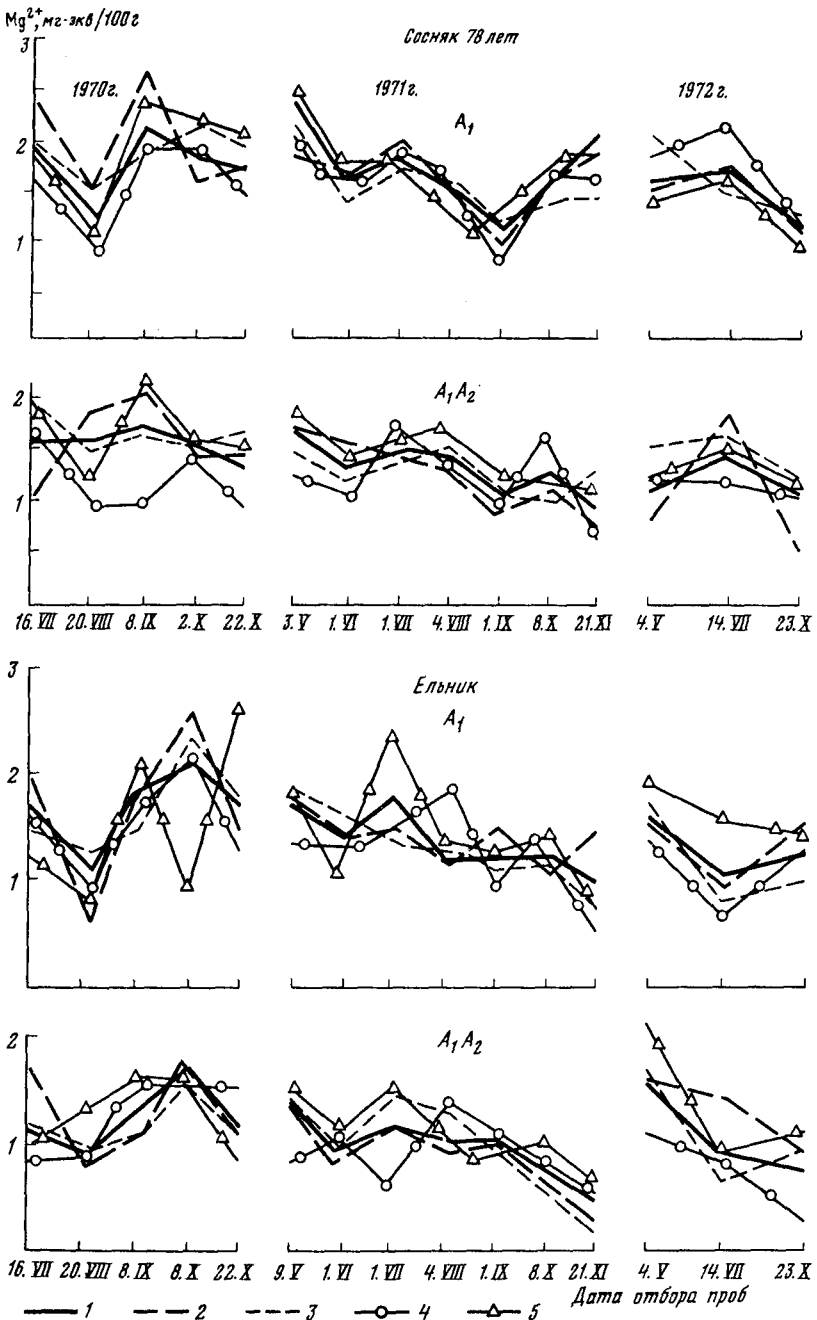 Mg²⁺, мг-экв/100г
Сосняк 78 лет
1970г. 1971г. 1972г.
A₁
3
2
1
A₁A₂
2
1
16.VII 20.VIII 8.IX 2.X 22.X 3.V 1.VI 1.VII 4.VIII 1.IX 8.X 21.XI 4.V 14.VII 23.X
Ельник
A₁
3
2
1
A₁A₂
2
1
16.VII 20.VIII 8.IX 8.X 22.X 9.V 1.VI 1.VII 4.VIII 1.IX 8.X 21.XI 4.V 14.VII 23.X
Дата отбора проб
1 2 3 4 5